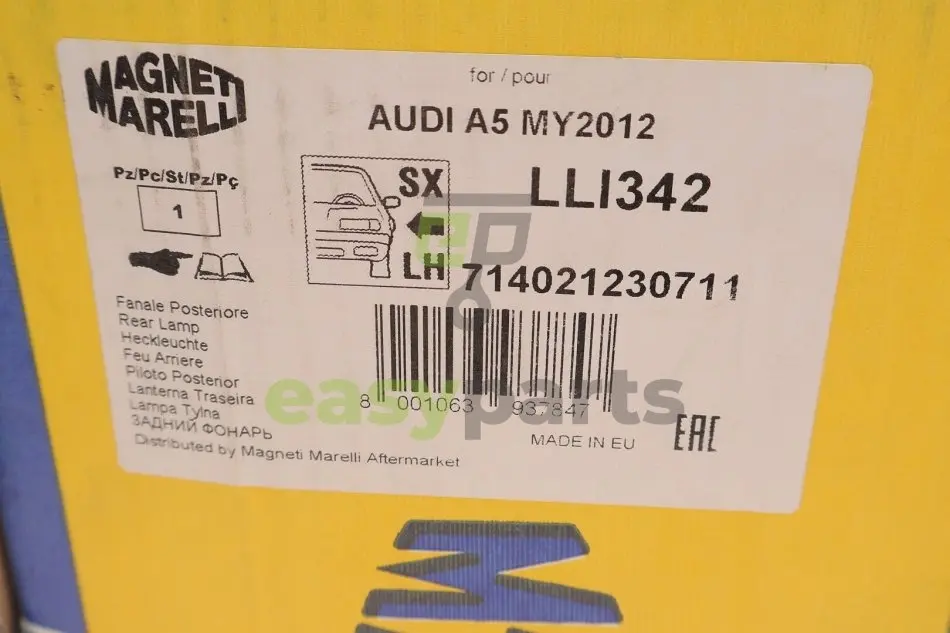 MAGNETI
MARELLI
for / pour
AUDI A5 MY2012
Pz/Pc/St/Pz/Pç
1
SX
LH
LLI342
714021230711
Fanale Posteriore
Rear Lamp
Heckleuchte
Feu Arriere
Piloto Posterior
Lanterna Traseira
Lampa Tylna
ЗАДНИЙ ФОНАРЬ
Distributed by Magneti Marelli Aftermarket
8 001063 937847
MADE IN EU
EAC
easyparts